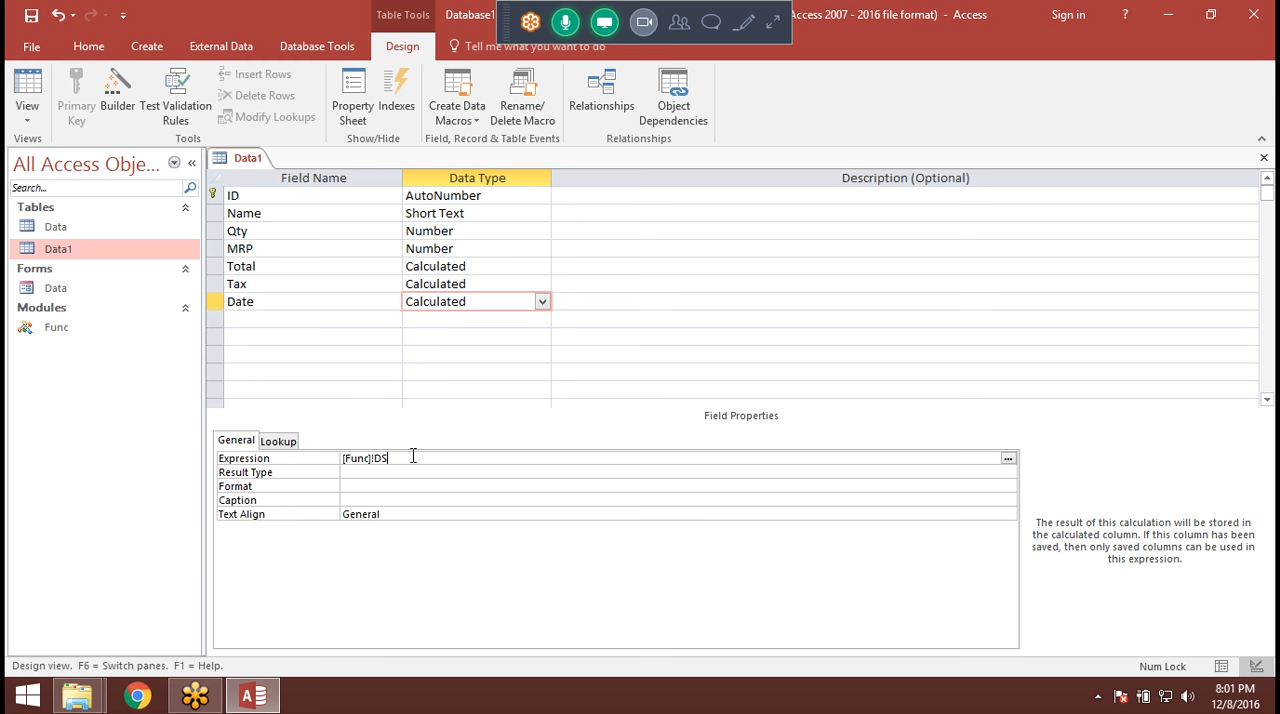 Table Tools
Database1
Access 2007 - 2016 file format) - Access
Sign in
?
File
Home
Create
External Data
Database Tools
Design
Tell me what you want to do
View
Primary Key
Builder
Test Validation Rules
Insert Rows
Delete Rows
Modify Lookups
Property Sheet
Indexes
Create Data Macros
Rename/ Delete Macro
Relationships
Object Dependencies
Views
Tools
Show/Hide
Field, Record & Table Events
Relationships
All Access Obje...
Search...
Tables
Data
Data1
Forms
Data
Modules
Func
Data1
Field Name
Data Type
Description (Optional)
ID
AutoNumber
Name
Short Text
Qty
Number
MRP
Number
Total
Calculated
Tax
Calculated
Date
Calculated
Field Properties
General
Lookup
Expression
[Func]!DS
Result Type
Format
Caption
Text Align
General
The result of this calculation will be stored in
the calculated column. If this column has been
saved, then only saved columns can be used in
this expression.
Design view. F6 = Switch panes. F1 = Help.
Num Lock
8:01 PM
12/8/2016